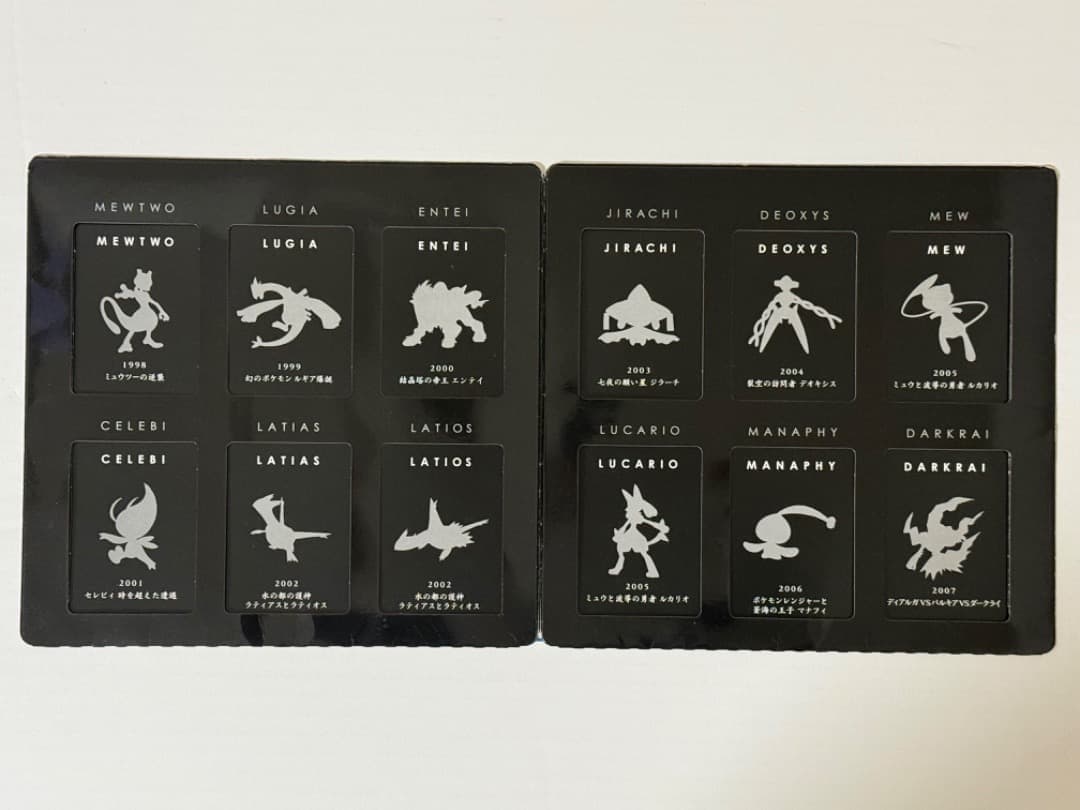 MEWTWO
MEWTWO
1998
ミュウツーの逆襲
LUGIA
LUGIA
1999
幻のポケモン ルギア爆誕
ENTEI
ENTEI
2000
結晶塔の帝王 エンテイ
JIRACHI
JIRACHI
2003
七夜の願い星 ジラーチ
DEOXYS
DEOXYS
2004
裂空の訪問者 デオキシス
MEW
MEW
2005
ミュウと波導の勇者 ルカリオ
CELEBI
CELEBI
2001
セレビィ 時を超えた遭遇
LATIAS
LATIAS
2002
水の都の護神
ラティアスとラティオス
LATIOS
LATIOS
2002
水の都の護神
ラティアスとラティオス
LUCARIO
LUCARIO
2005
ミュウと波導の勇者 ルカリオ
MANAPHY
MANAPHY
2006
ポケモンレンジャーと
蒼海の王子 マナフィ
DARKRAI
DARKRAI
2007
ディアルガVSパルキアVSダークライ